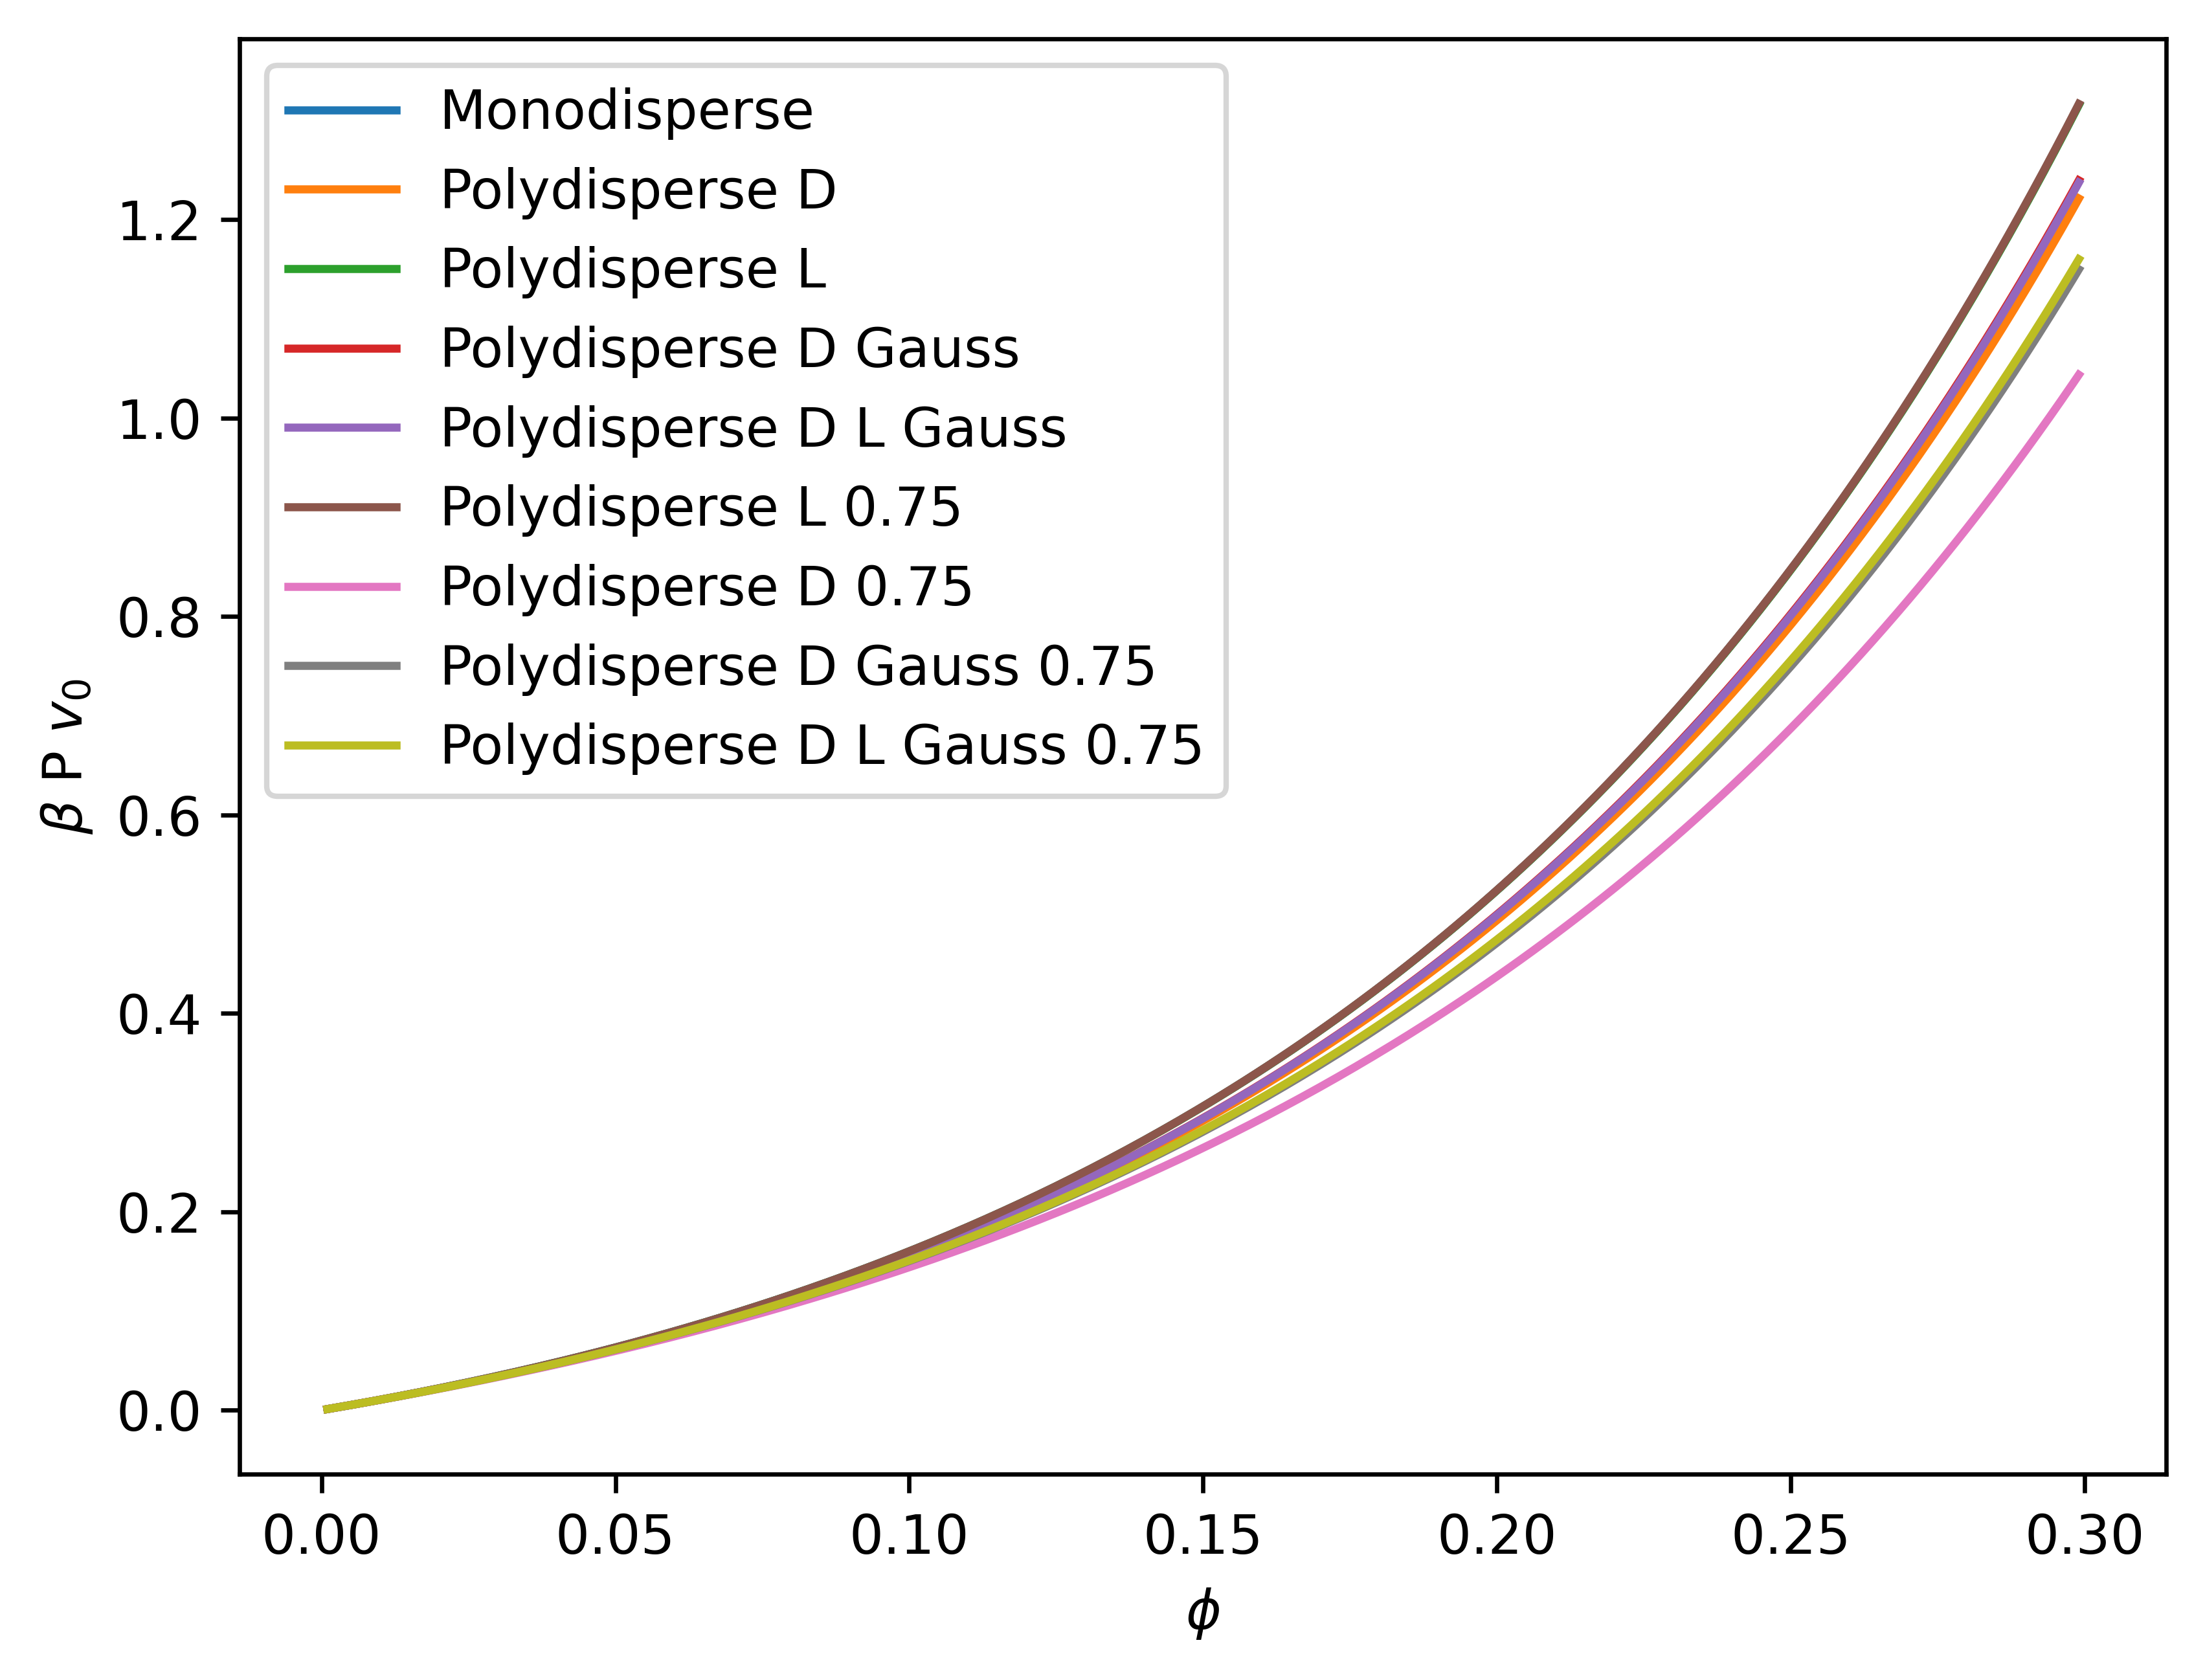 Monodisperse
Polydisperse D
Polydisperse L
Polydisperse D Gauss
Polydisperse D L Gauss
Polydisperse L 0.75
Polydisperse D 0.75
Polydisperse D Gauss 0.75
Polydisperse D L Gauss 0.75
β P v₀
1.2
1.0
0.8
0.6
0.4
0.2
0.0
0.00 0.05 0.10 0.15 0.20 0.25 0.30
ϕ